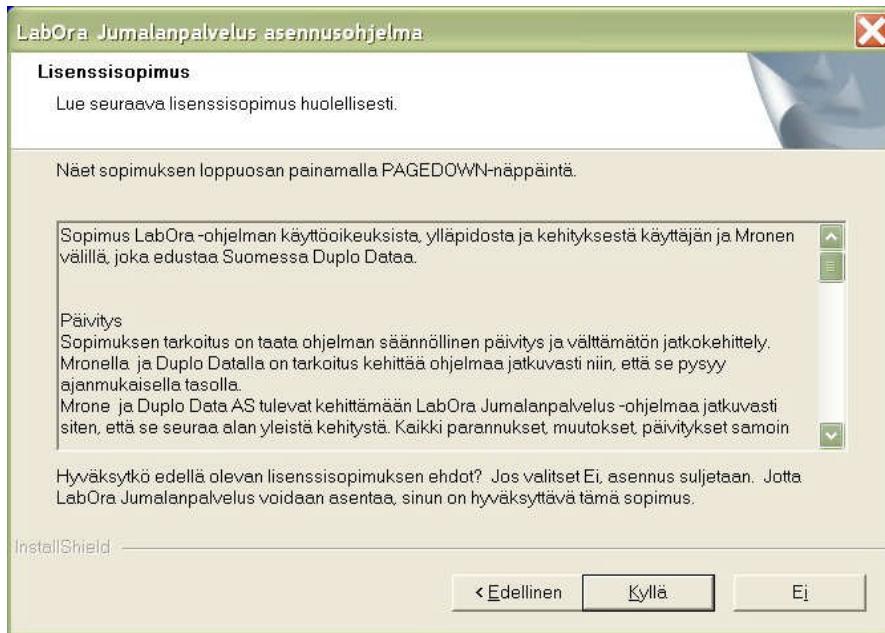 LabOra Jumalanpalvelus asennusohjelma
Lisenssisopimus
Lue seuraava lisenssisopimus huolellisesti.
Näet sopimuksen loppuosan painamalla PAGEDOWN-näppäintä.
Sopimus LabOra -ohjelman käyttöoikeuksista, ylläpidosta ja kehityksestä käyttäjän ja Mronen
välillä, joka edustaa Suomessa Duplo Dataa.
Päivitys
Sopimuksen tarkoitus on taata ohjelman säännöllinen päivitys ja välttämätön jatkokehittely.
Mronella ja Duplo Datalla on tarkoitus kehittää ohjelmaa jatkuvasti niin, että se pysyy
ajanmukaisella tasolla.
Mrone ja Duplo Data AS tulevat kehittämään LabOra Jumalanpalvelus -ohjelmaa jatkuvasti
siten, että se seuraa alan yleistä kehitystä. Kaikki parannukset, muutokset, päivitykset samoin
Hyväksytkö edellä olevan lisenssisopimuksen ehdot? Jos valitset Ei, asennus suljetaan. Jotta
LabOra Jumalanpalvelus voidaan asentaa, sinun on hyväksyttävä tämä sopimus.
InstallShield
< Edellinen Kyllä Ei